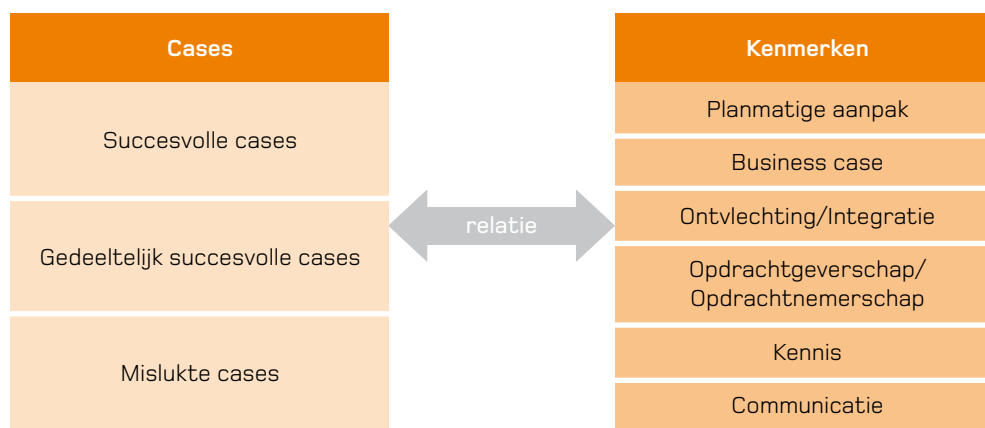 Cases
Succesvolle cases
Gedeeltelijk succesvolle cases
Mislukte cases
relatie
Kenmerken
Planmatige aanpak
Business case
Ontvlechting/Integratie
Opdrachtgeverschap/
Opdrachtnemerschap
Kennis
Communicatie